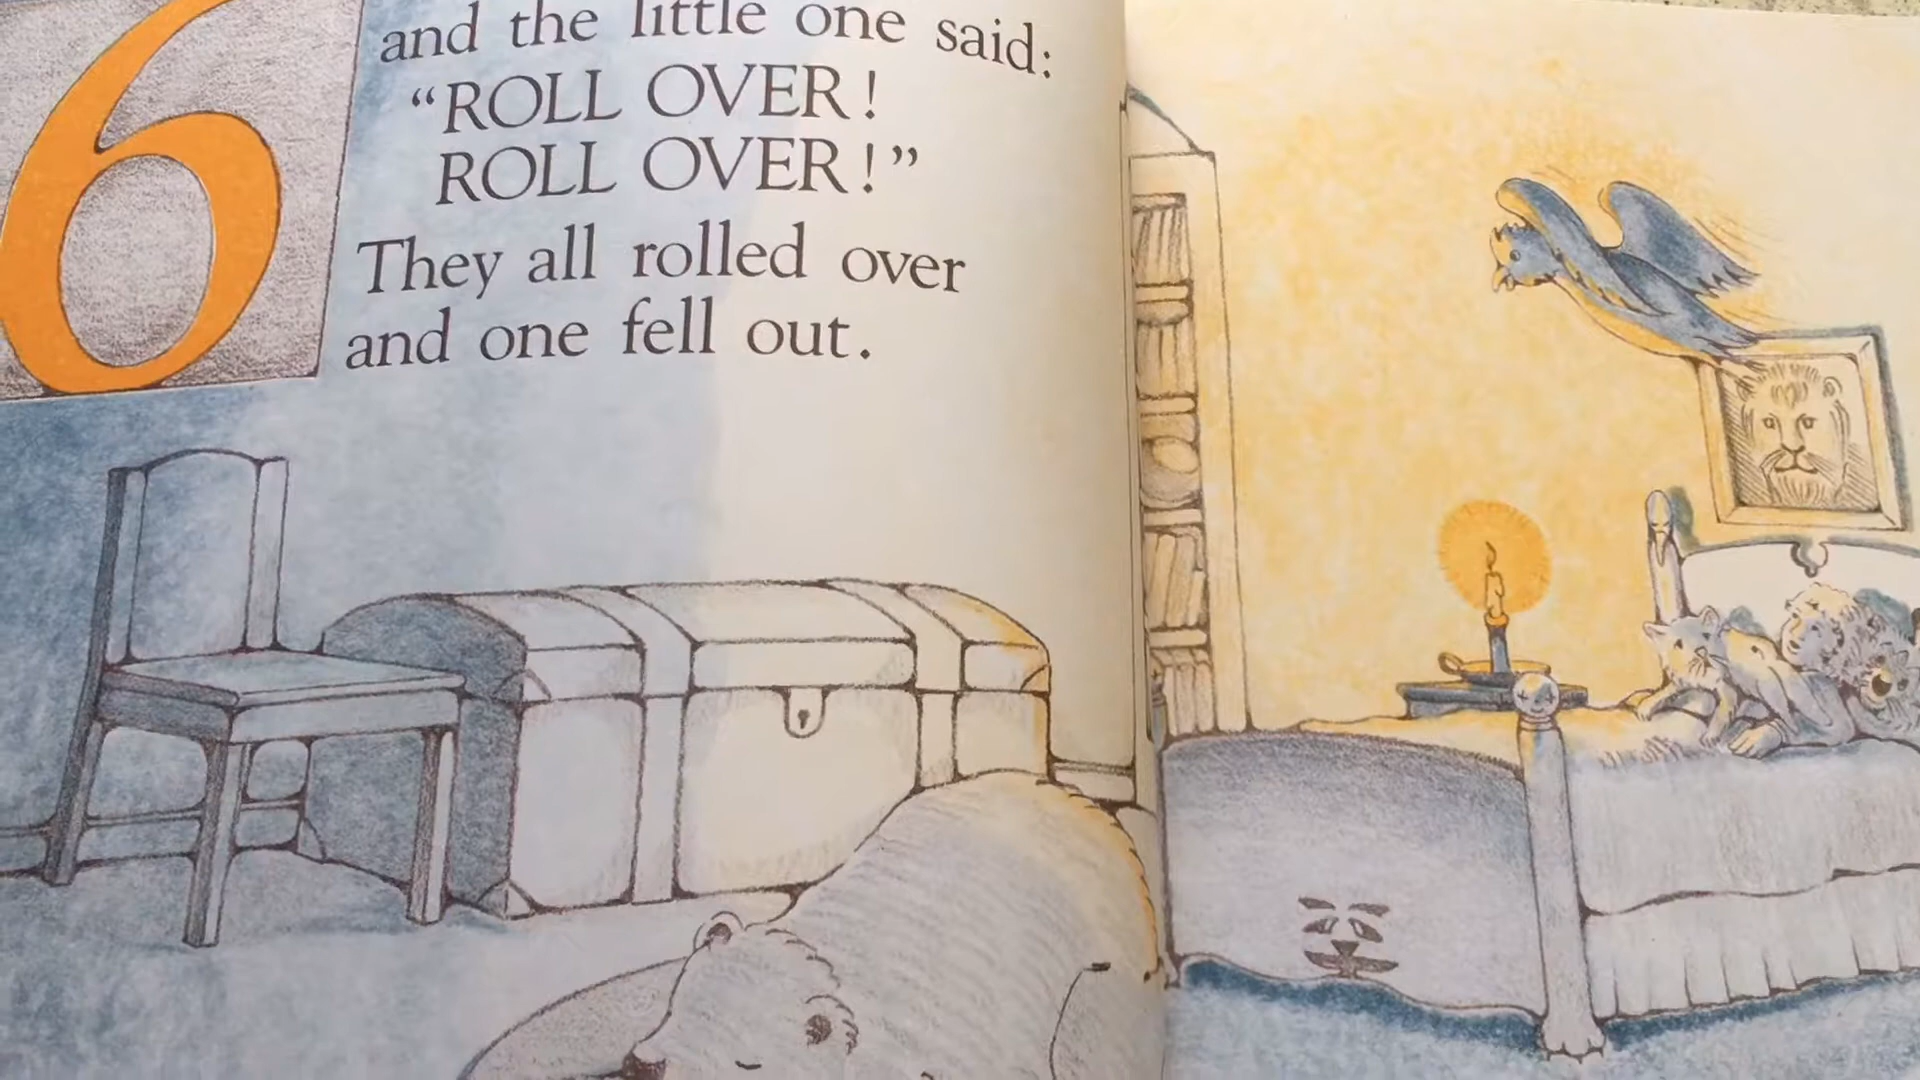 6
and the little one said:
“ROLL OVER!
ROLL OVER!”
They all rolled over
and one fell out.